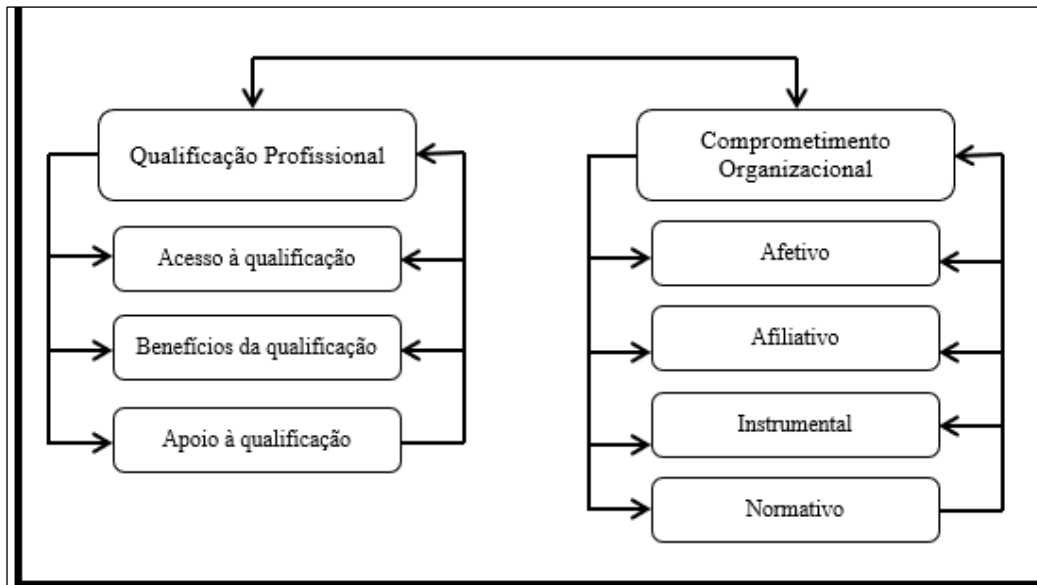 Qualificação Profissional
Acesso à qualificação
Benefícios da qualificação
Apoio à qualificação
Comprometimento
Organizacional
Afetivo
Afiliativo
Instrumental
Normativo